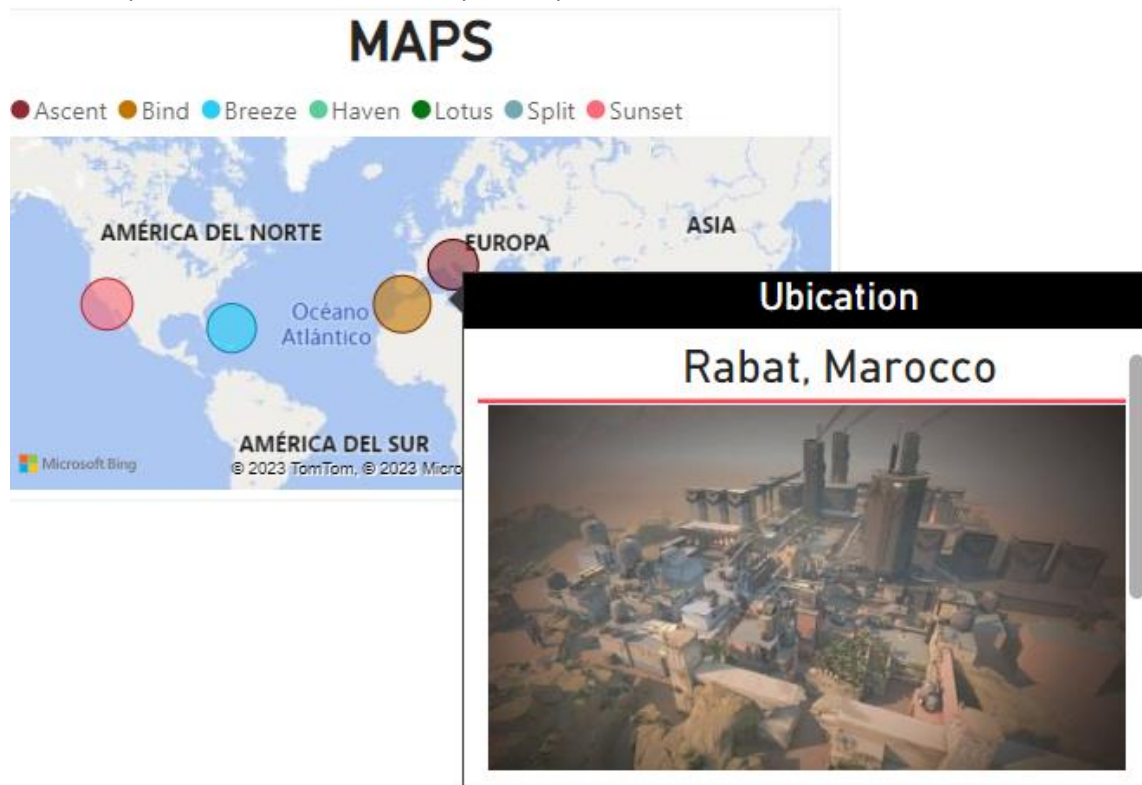 MAPS
Ascent Bind Breeze Haven Lotus Split Sunset
AMÉRICA DEL NORTE
EUROPA
ASIA
Océano
Atlántico
AMÉRICA DEL SUR
Microsoft Bing
© 2023 TomTom, © 2023 Micro
Ubication
Rabat, Marocco